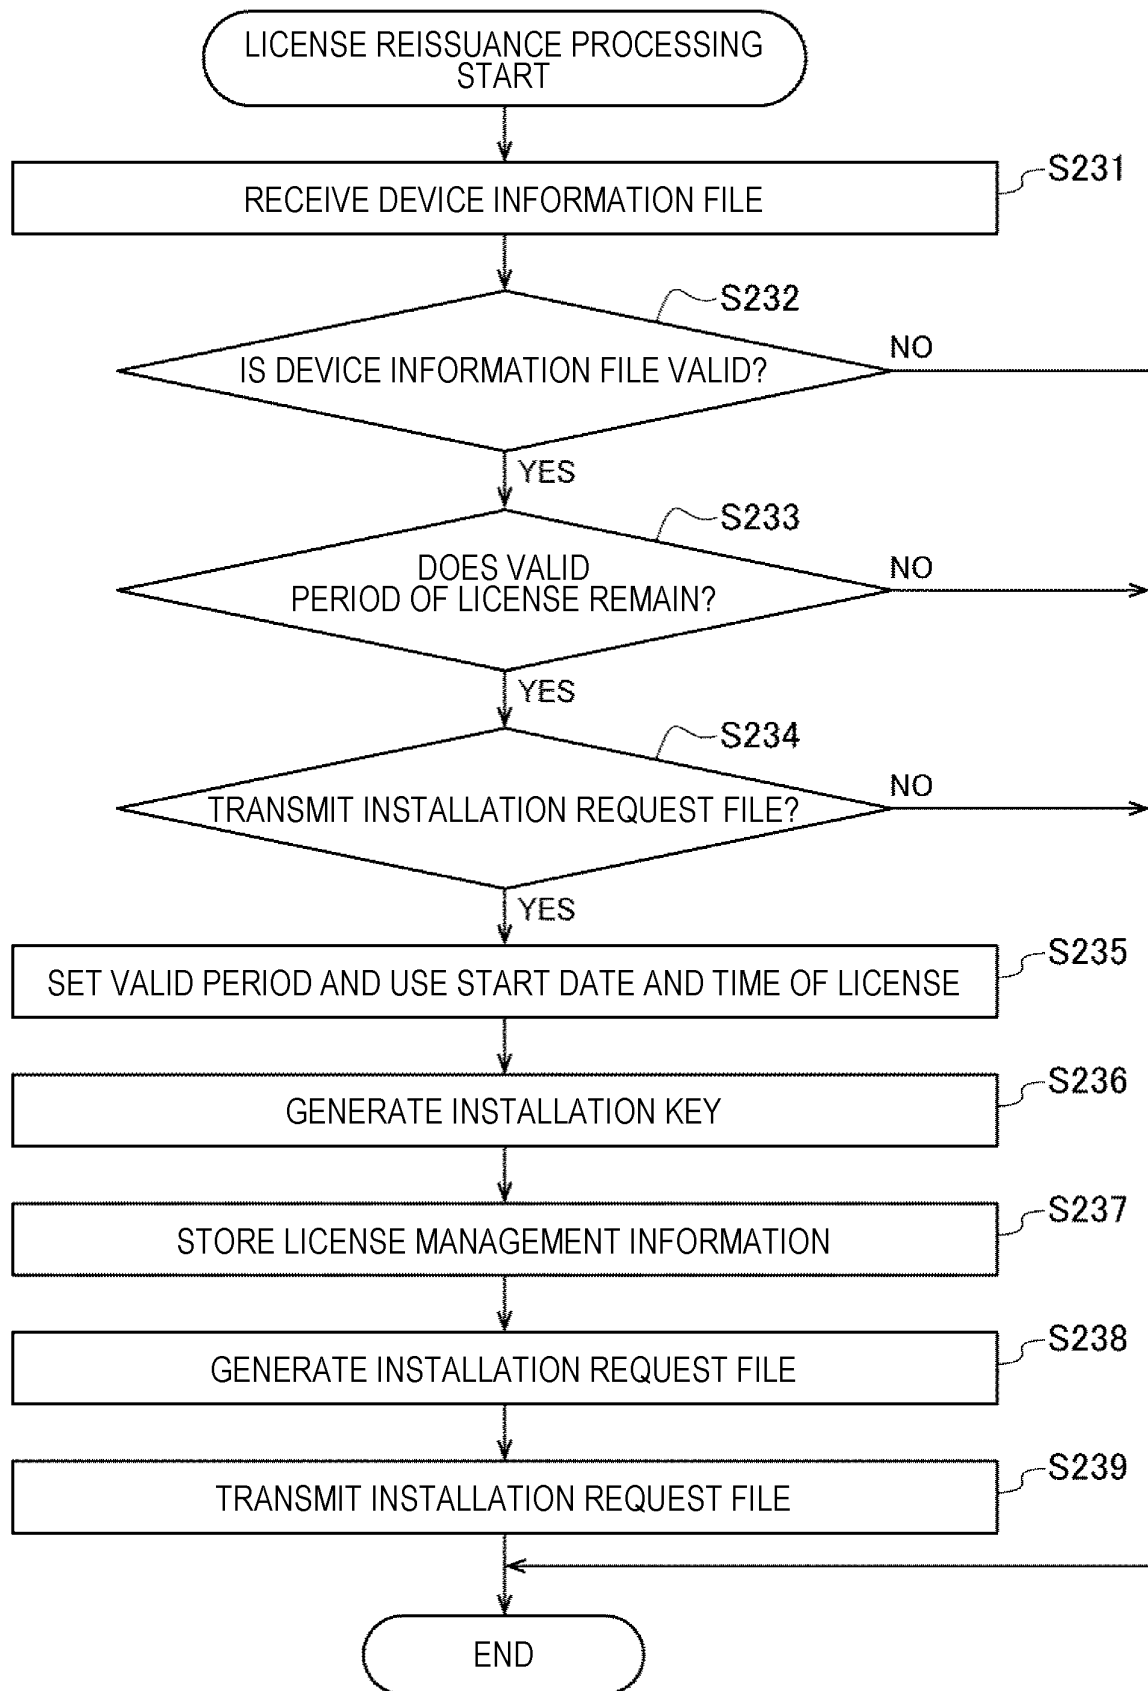 LICENSE REISSUANCE PROCESSING
START
S231
RECEIVE DEVICE INFORMATION FILE
S232
IS DEVICE INFORMATION FILE VALID?
NO
YES
S233
DOES VALID
PERIOD OF LICENSE REMAIN?
NO
YES
S234
TRANSMIT INSTALLATION REQUEST FILE?
NO
YES
S235
SET VALID PERIOD AND USE START DATE AND TIME OF LICENSE
S236
GENERATE INSTALLATION KEY
S237
STORE LICENSE MANAGEMENT INFORMATION
S238
GENERATE INSTALLATION REQUEST FILE
S239
TRANSMIT INSTALLATION REQUEST FILE
END